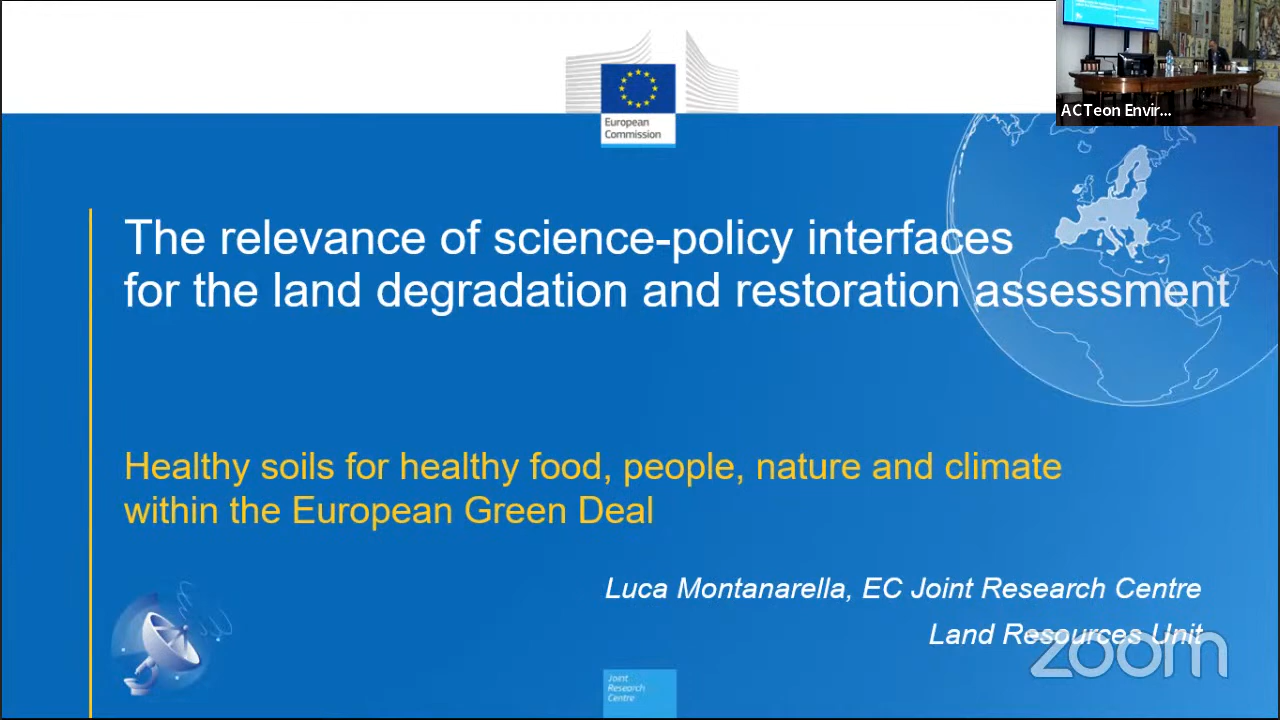 ACTeon Envir...
European
Commission
The relevance of science-policy interfaces
for the land degradation and restoration assessment
Healthy soils for healthy food, people, nature and climate
within the European Green Deal
Luca Montanarella, EC Joint Research Centre
Land Resources Unit
zoom
Joint
Research
Centre